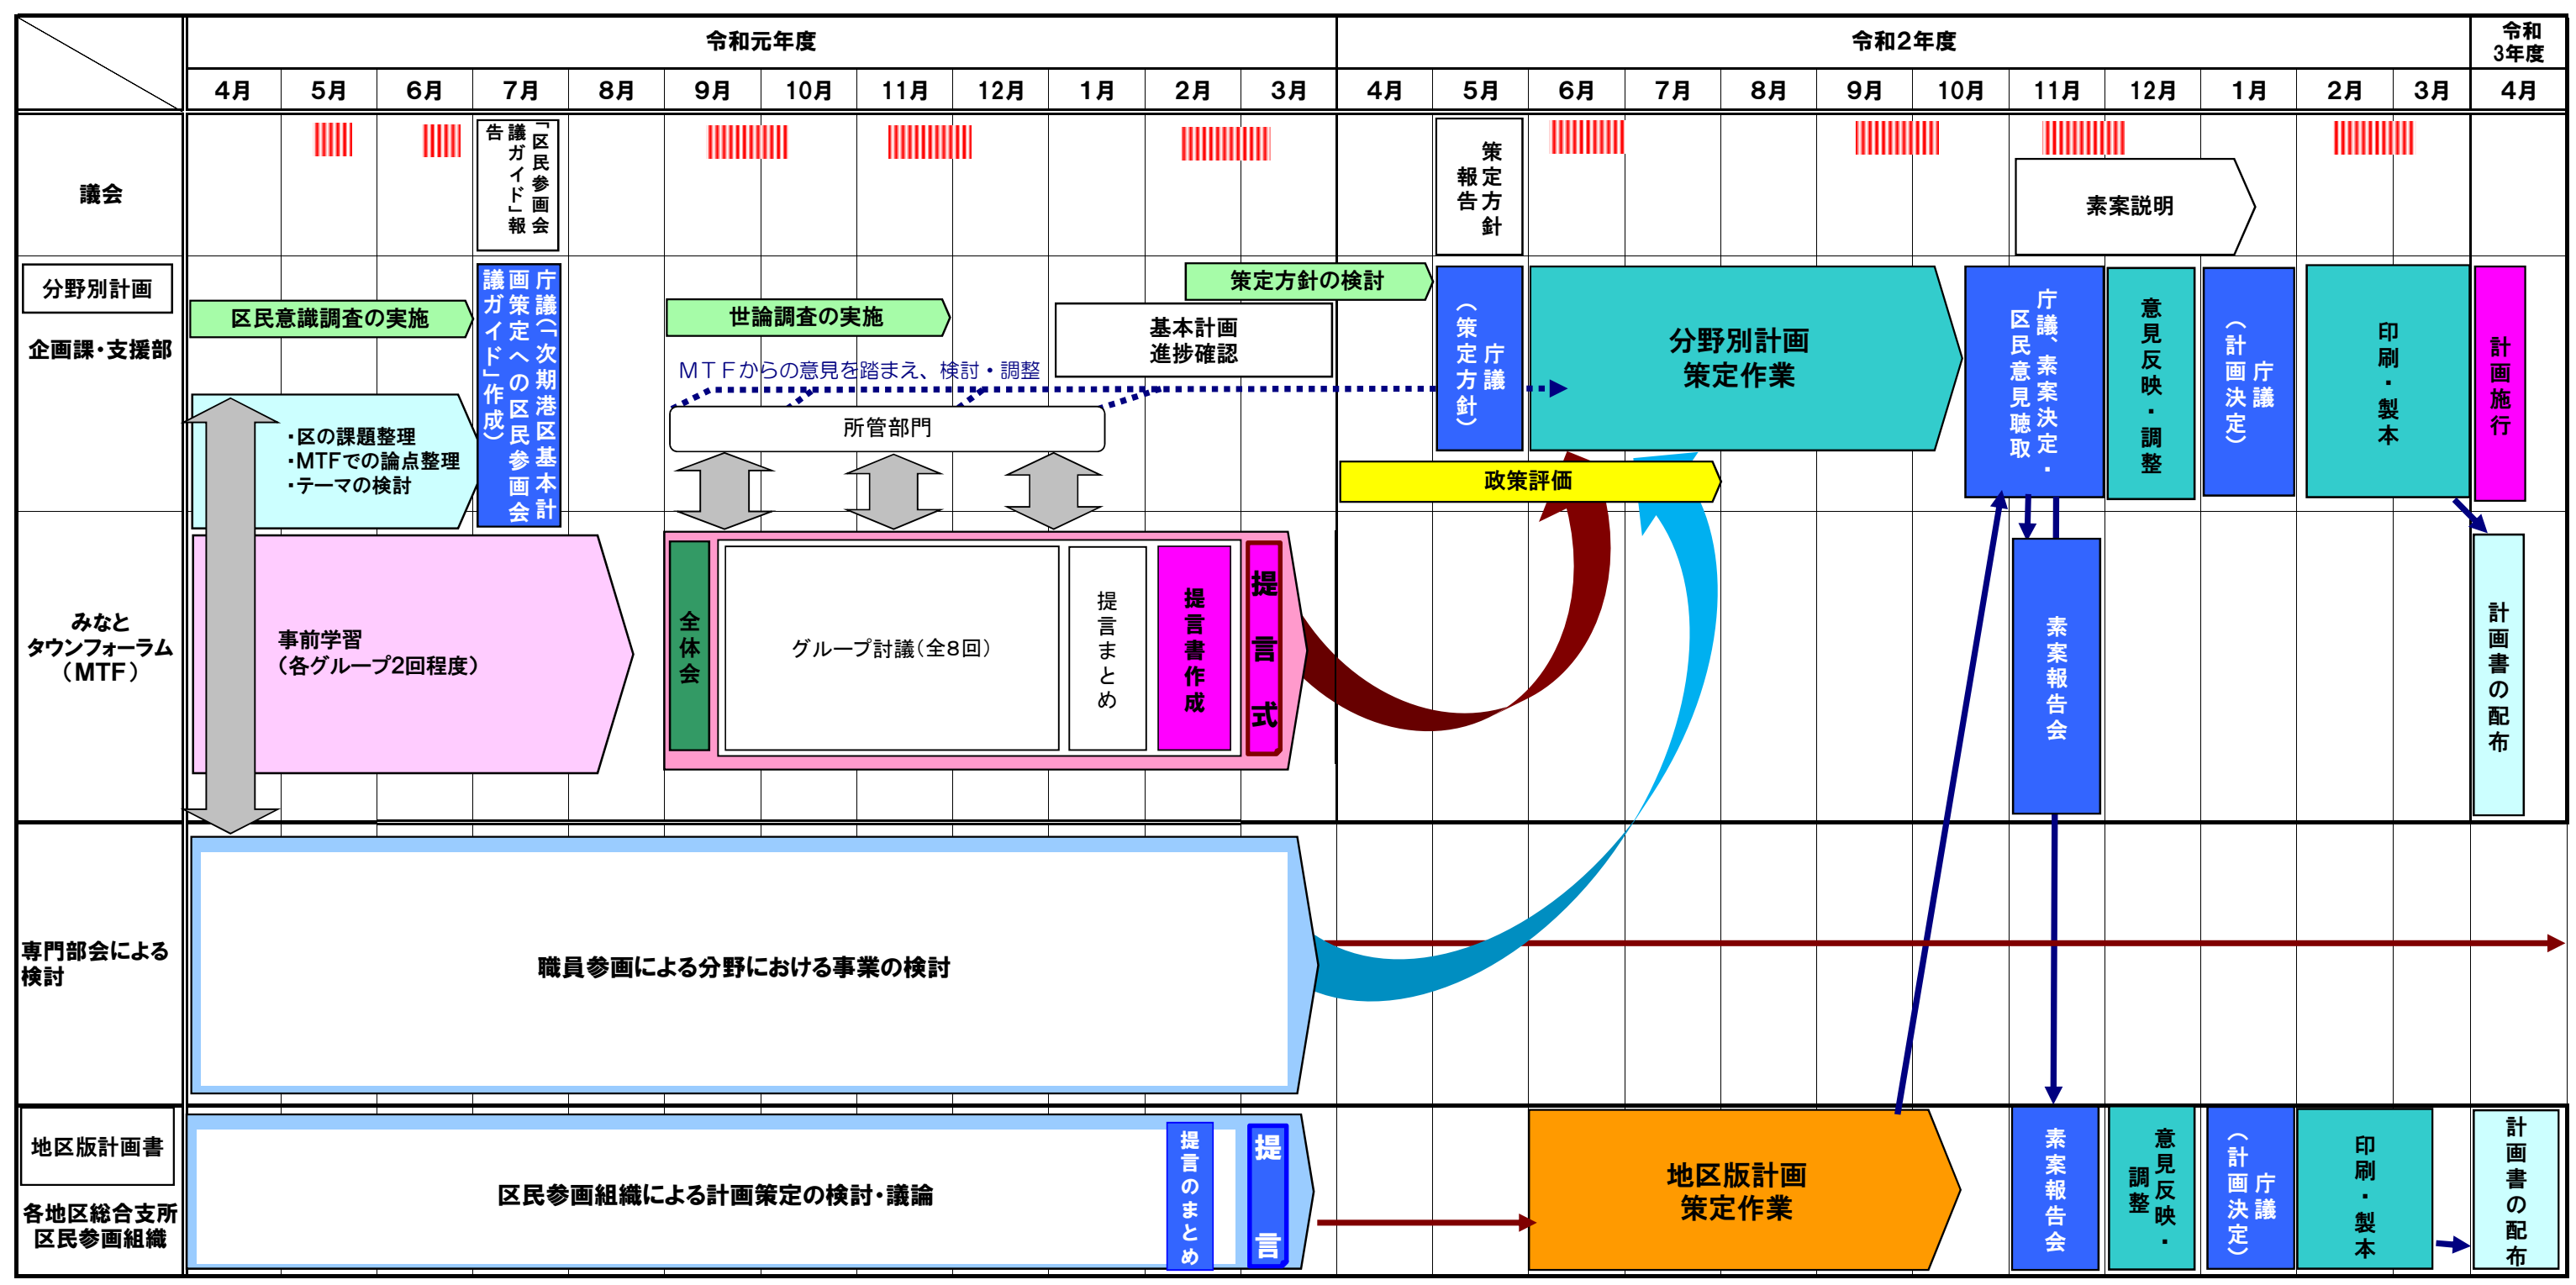 令和元年度
令和2年度
令和
3年度
4月
5月
6月
7月
8月
9月
10月
11月
12月
1月
2月
3月
4月
5月
6月
7月
8月
9月
10月
11月
12月
1月
2月
3月
4月
議会
「区民参画会
議ガイド」報
告
策定方針
報告
素案説明
分野別計画
企画課・支援部
区民意識調査の実施
庁議(「次期港区基本計
画策定への区民参画会
議ガイド」作成)
世論調査の実施
策定方針の検討
基本計画
進捗確認
MTFからの意見を踏まえ、検討・調整
所管部門
・区の課題整理
・MTFでの論点整理
・テーマの検討
庁議
(策定方針)
分野別計画
策定作業
政策評価
庁議、素案決定・
区民意見聴取
意見反映・調整
庁議
(計画決定)
印刷・製本
計画施行
みなと
タウンフォーラム
(MTF)
事前学習
(各グループ2回程度)
全体会
グループ討議(全8回)
提言まとめ
提言書作成
提言式
素案報告会
計画書の配布
専門部会による
検討
職員参画による分野における事業の検討
地区版計画書
各地区総合支所
区民参画組織
区民参画組織による計画策定の検討・議論
提言のまとめ
提言
地区版計画
策定作業
素案報告会
意見反映・
調整
庁議
(計画決定)
印刷・製本
計画書の配布